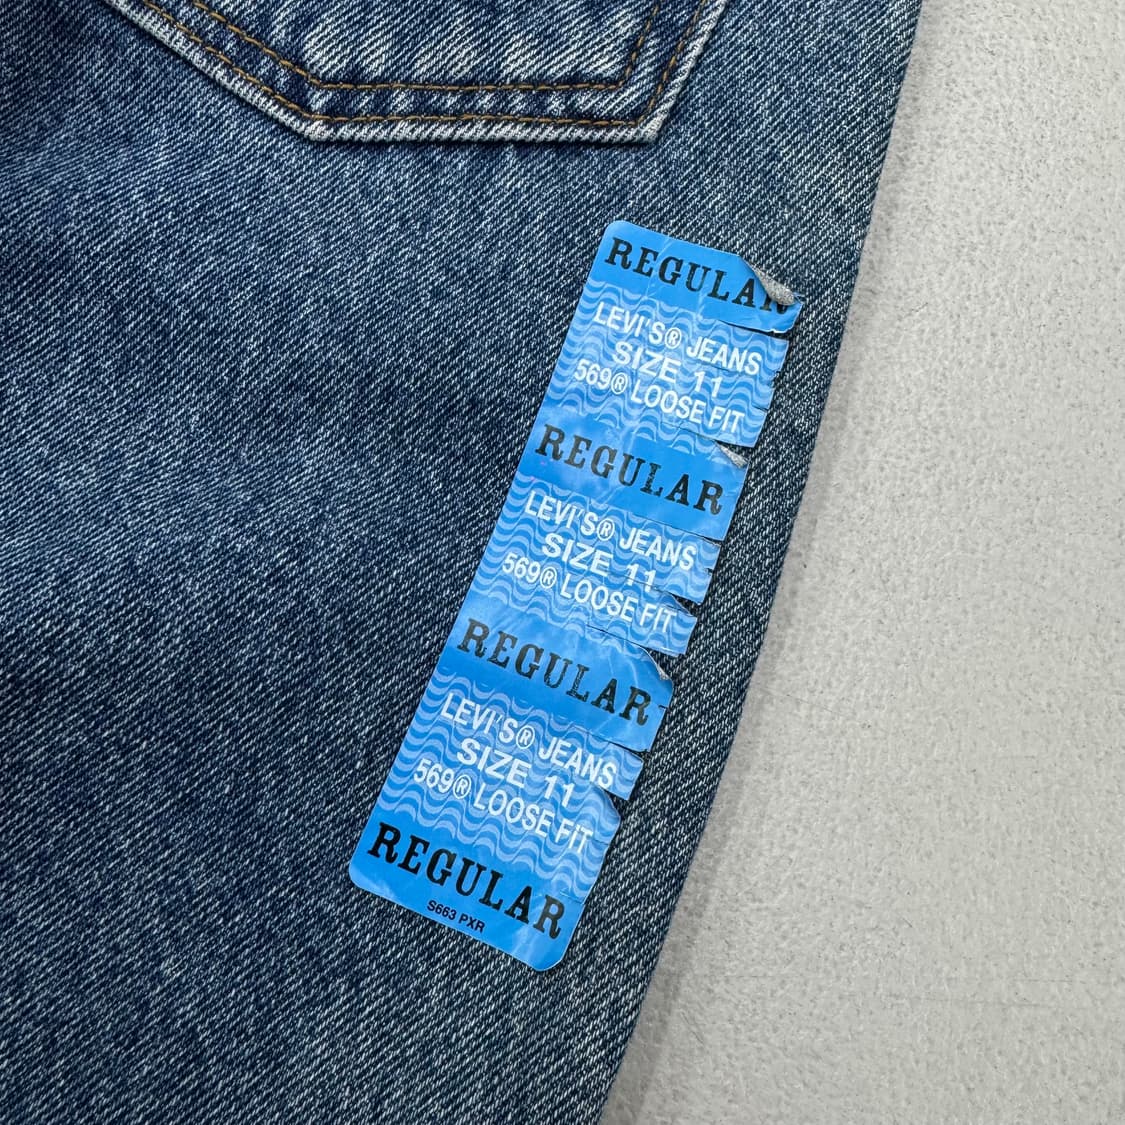 REGULAR
LEVI'S® JEANS
SIZE 11
569® LOOSE FIT
REGULAR
LEVI'S® JEANS
SIZE 11
569® LOOSE FIT
REGULAR
LEVI'S® JEANS
SIZE 11
569® LOOSE FIT
REGULAR
S663 PXR